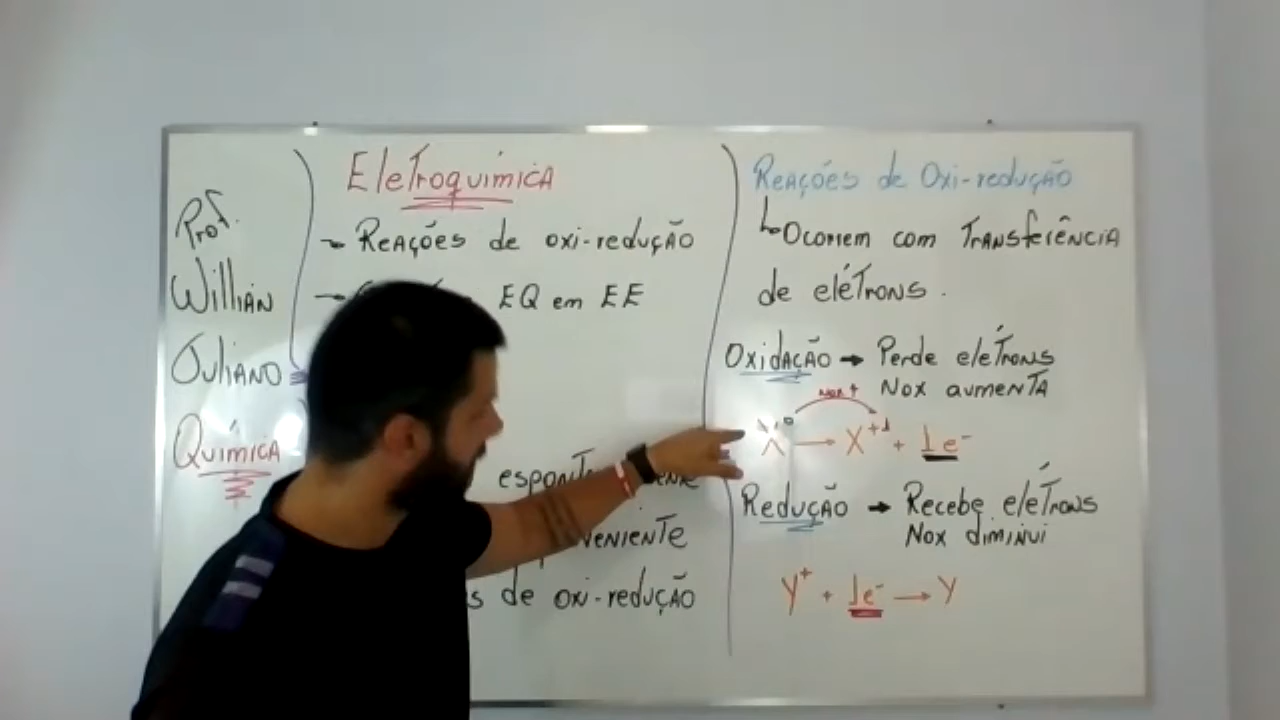 Prof.
Willian
Juliano
Química
Eletroquímica
→ Reações de oxi-redução
→ EQ em EE
de oxi-redução
Reações de Oxi-redução
↳ Ocorrem com Transferência
de elétrons.
Oxidação → Perde elétrons
Nox aumenta
Nox +
X⁰ → X⁺¹ + 1e⁻
Redução → Recebe elétrons
Nox diminui
Y⁺ + 1e⁻ → Y